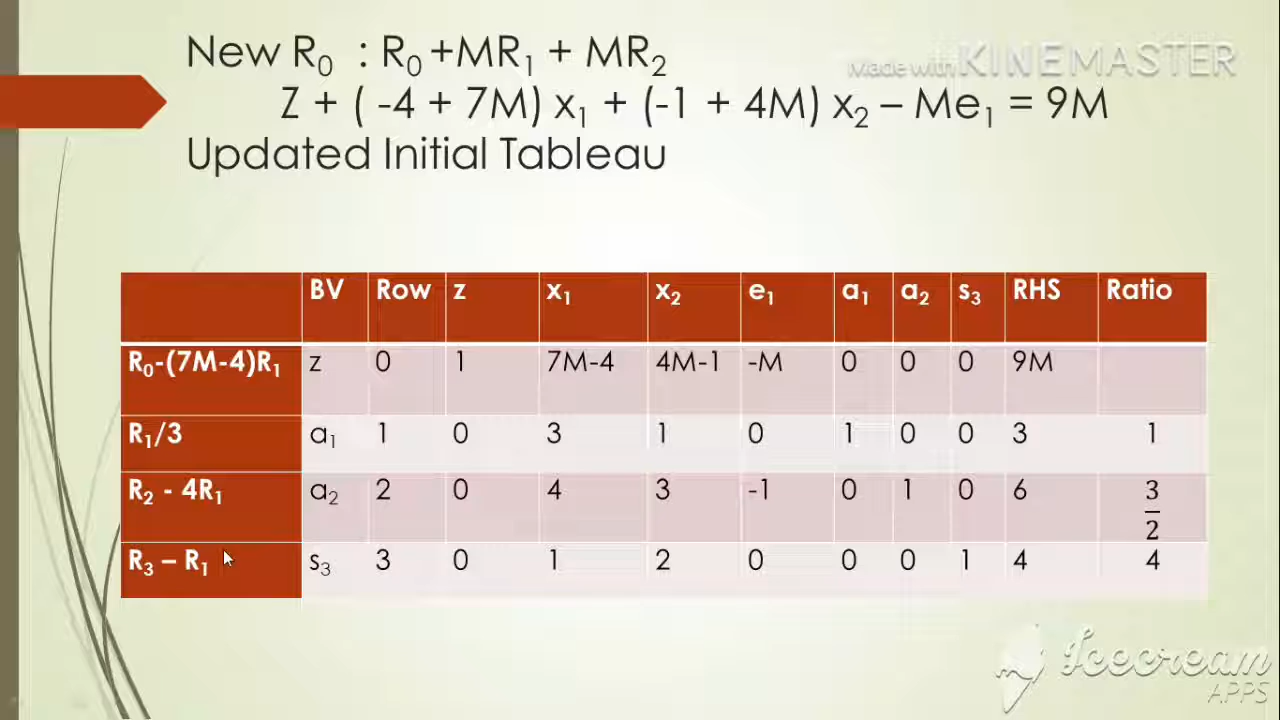 New R₀ : R₀ +MR₁ + MR₂
Made with KINEMASTER
Z + ( -4 + 7M) x₁ + (-1 + 4M) x₂ – Me₁ = 9M
Updated Initial Tableau
BV Row z x₁ x₂ e₁ a₁ a₂ s₃ RHS Ratio
R₀-(7M-4)R₁ z 0 1 7M-4 4M-1 -M 0 0 0 9M
R₁/3 a₁ 1 0 3 1 0 1 0 0 3 1
R₂ - 4R₁ a₂ 2 0 4 3 -1 0 1 0 6 3/2
R₃ – R₁ s₃ 3 0 1 2 0 0 0 1 4 4
Icecream
APPS